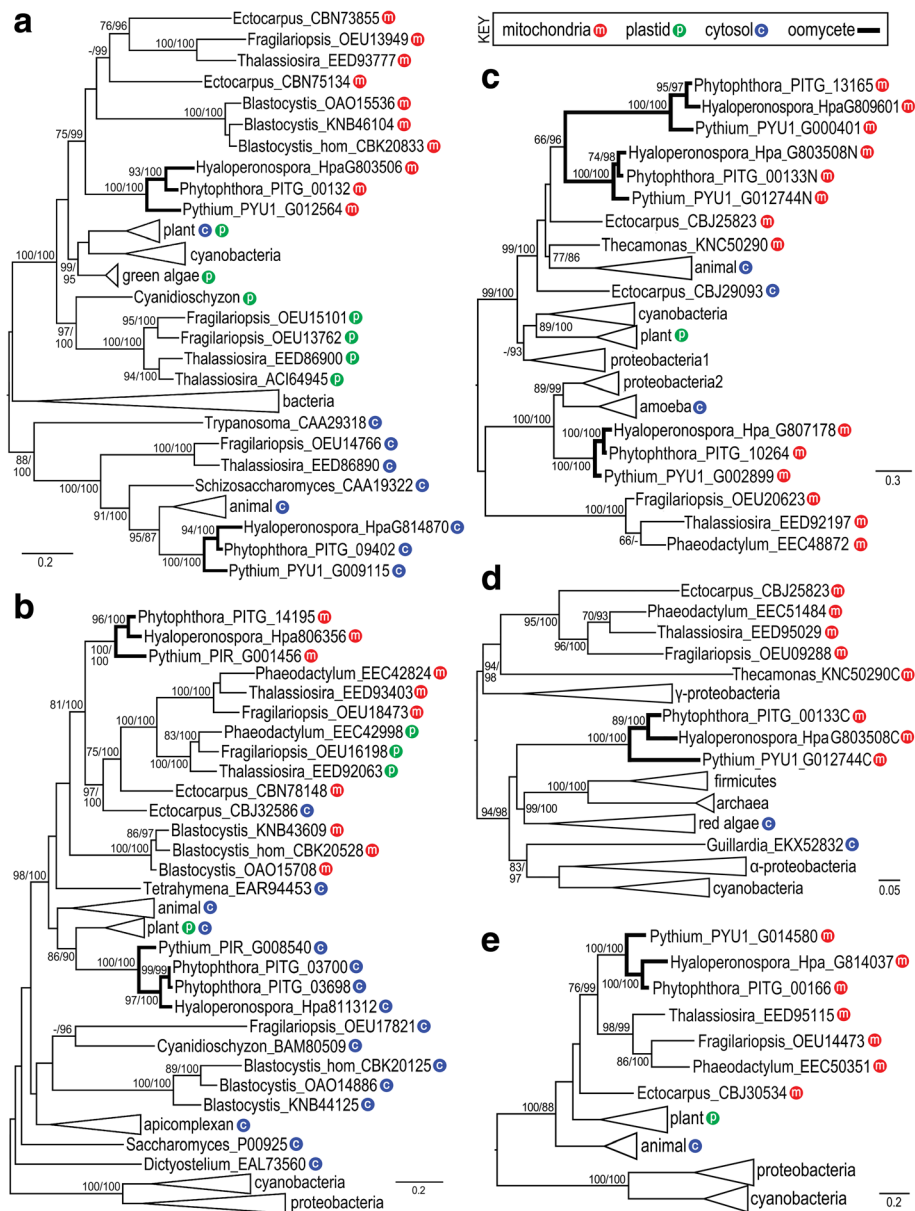 a
76/96
Ectocarpus_CBN73855 m
-/99
100/100
Fragilariopsis_OEU13949 m
Thalassiosira_EED93777 m
Ectocarpus_CBN75134 m
Blastocystis_OAO15536 m
100/100
Blastocystis_KNB46104 m
75/99
Blastocystis_hom_CBK20833 m
93/100
Hyaloperonospora_HpaG803506 m
100/100
Phytophthora_PITG_00132 m
Pythium_PYU1_G012564 m
plant c p
100/100
cyanobacteria
99/
95
green algae p
Cyanidioschyzon p
97/
100
95/100
Fragilariopsis_OEU15101 p
100/100
Fragilariopsis_OEU13762 p
Thalassiosira_EED86900 p
94/100
Thalassiosira_ACI64945 p
bacteria
Trypanosoma_CAA29318 c
88/
100
100/100
Fragilariopsis_OEU14766 c
Thalassiosira_EED86890 c
100/100
Schizosaccharomyces_CAA19322 c
91/100
animal c
95/87
94/100
Hyaloperonospora_HpaG814870 c
Phytophthora_PITG_09402 c
100/100
Pythium_PYU1_G009115 c
0.2
KEY
mitochondria m plastid p cytosol c oomycete
b
96/100
Phytophthora_PITG_14195 m
Hyaloperonospora_Hpa806356 m
100/
100
Pythium_PIR_G001456 m
Phaeodactylum_EEC42824 m
100/100
Thalassiosira_EED93403 m
Fragilariopsis_OEU18473 m
81/100
83/100
Phaeodactylum_EEC42998 p
75/100
100/100
Fragilariopsis_OEU16198 p
Thalassiosira_EED92063 p
97/
100
Ectocarpus_CBN78148 m
Ectocarpus_CBJ32586 c
86/97
Blastocystis_KNB43609 m
100/100
Blastocystis_hom_CBK20528 m
Blastocystis_OAO15708 m
98/100
Tetrahymena_EAR94453 c
animal c
plant p c
86/90
Pythium_PIR_G008540 c
100/100
99/99
Phytophthora_PITG_03700 c
Phytophthora_PITG_03698 c
97/100
Hyaloperonospora_Hpa811312 c
-/96
Fragilariopsis_OEU17821 c
Cyanidioschyzon_BAM80509 c
89/100
Blastocystis_hom_CBK20125 c
100/100
Blastocystis_OAO14886 c
Blastocystis_KNB44125 c
apicomplexan c
Saccharomyces_P00925 c
Dictyostelium_EAL73560 c
100/100
cyanobacteria
proteobacteria
0.2
c
95/97
Phytophthora_PITG_13165 m
100/100
Hyaloperonospora_HpaG809601 m
Pythium_PYU1_G000401 m
66/96
74/98
Hyaloperonospora_Hpa_G803508N m
100/100
Phytophthora_PITG_00133N m
Pythium_PYU1_G012744N m
Ectocarpus_CBJ25823 m
99/100
Thecamonas_KNC50290 m
77/86
animal c
Ectocarpus_CBJ29093 c
99/100
cyanobacteria
89/100
plant p
-/93
proteobacteria1
89/99
proteobacteria2
amoeba c
100/100
100/100
Hyaloperonospora_Hpa_G807178 m
Phytophthora_PITG_10264 m
100/100
Pythium_PYU1_G002899 m
100/100
Fragilariopsis_OEU20623 m
Thalassiosira_EED92197 m
66/-
Phaeodactylum_EEC48872 m
0.3
d
Ectocarpus_CBJ25823 m
95/100
70/93
Phaeodactylum_EEC51484 m
Thalassiosira_EED95029 m
96/100
Fragilariopsis_OEU09288 m
94/
98
Thecamonas_KNC50290C m
γ-proteobacteria
89/100
Phytophthora_PITG_00133C m
100/100
Hyaloperonospora_Hpa G803508C m
Pythium_PYU1_G012744C m
100/100
firmicutes
94/98
99/100
archaea
red algae c
Guillardia_EKX52832 c
83/
97
α-proteobacteria
cyanobacteria
0.05
e
Pythium_PYU1_G014580 m
100/100
Hyaloperonospora_Hpa_G814037 m
100/100
Phytophthora_PITG_00166 m
76/99
Thalassiosira_EED95115 m
98/99
Fragilariopsis_OEU14473 m
86/100
Phaeodactylum_EEC50351 m
Ectocarpus_CBJ30534 m
100/88
plant p
animal c
100/100
proteobacteria
cyanobacteria
0.2